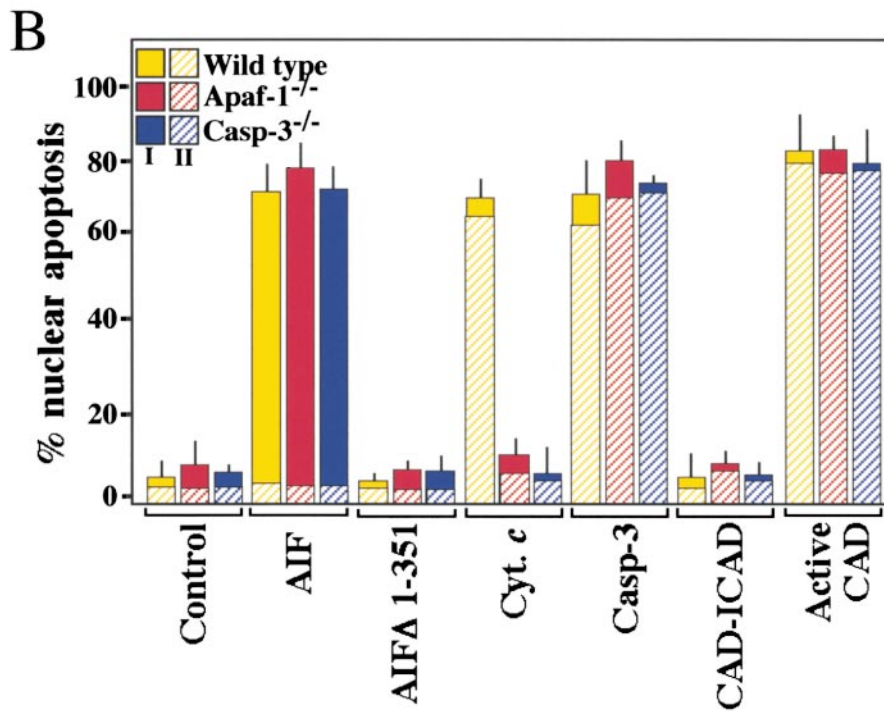 B
Wild type
Apaf-1-/-
Casp-3-/-
I II
% nuclear apoptosis
100
80
60
40
20
0
Control
AIF
AIFΔ 1-351
Cyt. c
Casp-3
CAD-ICAD
Active
CAD